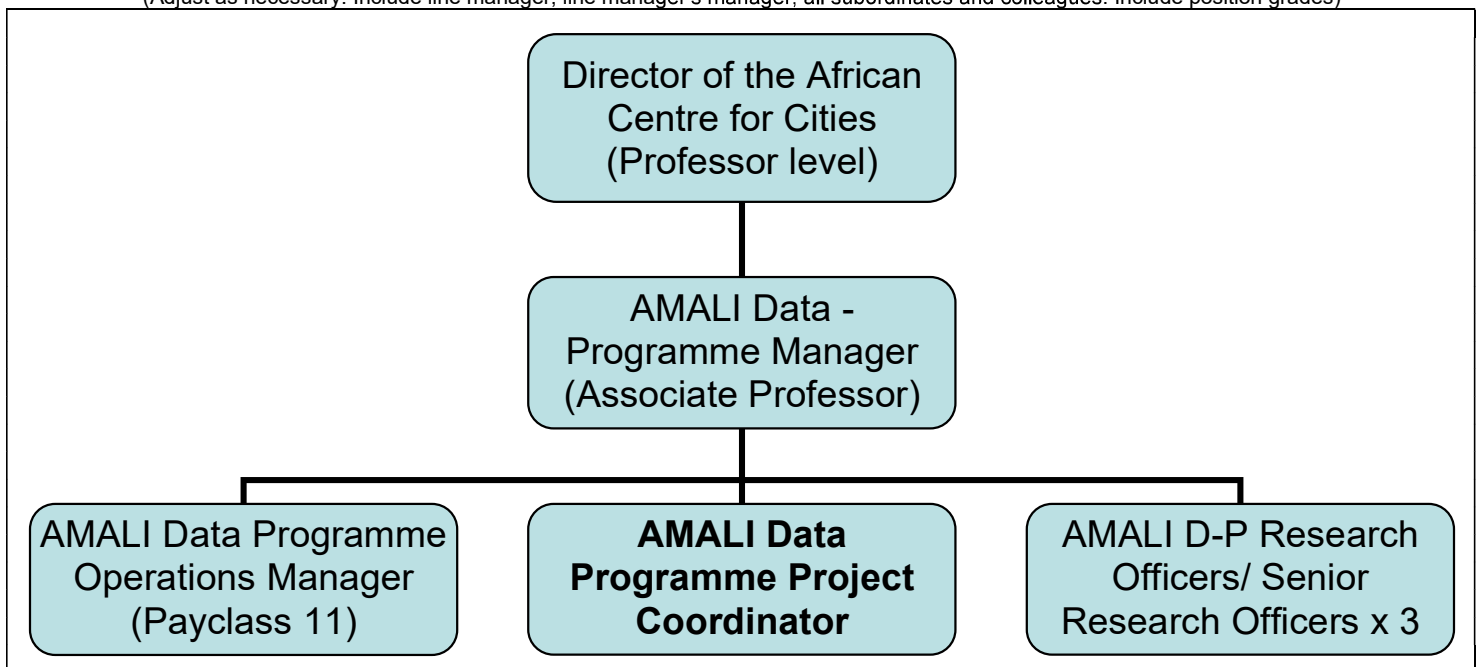 (Adjust as necessary. Include line manager, line manager's manager, all subordinates and colleagues. Include position grades)
Director of the African
Centre for Cities
(Professor level)
AMALI Data -
Programme Manager
(Associate Professor)
AMALI Data Programme
Operations Manager
(Payclass 11)
AMALI Data
Programme Project
Coordinator
AMALI D-P Research
Officers/ Senior
Research Officers x 3